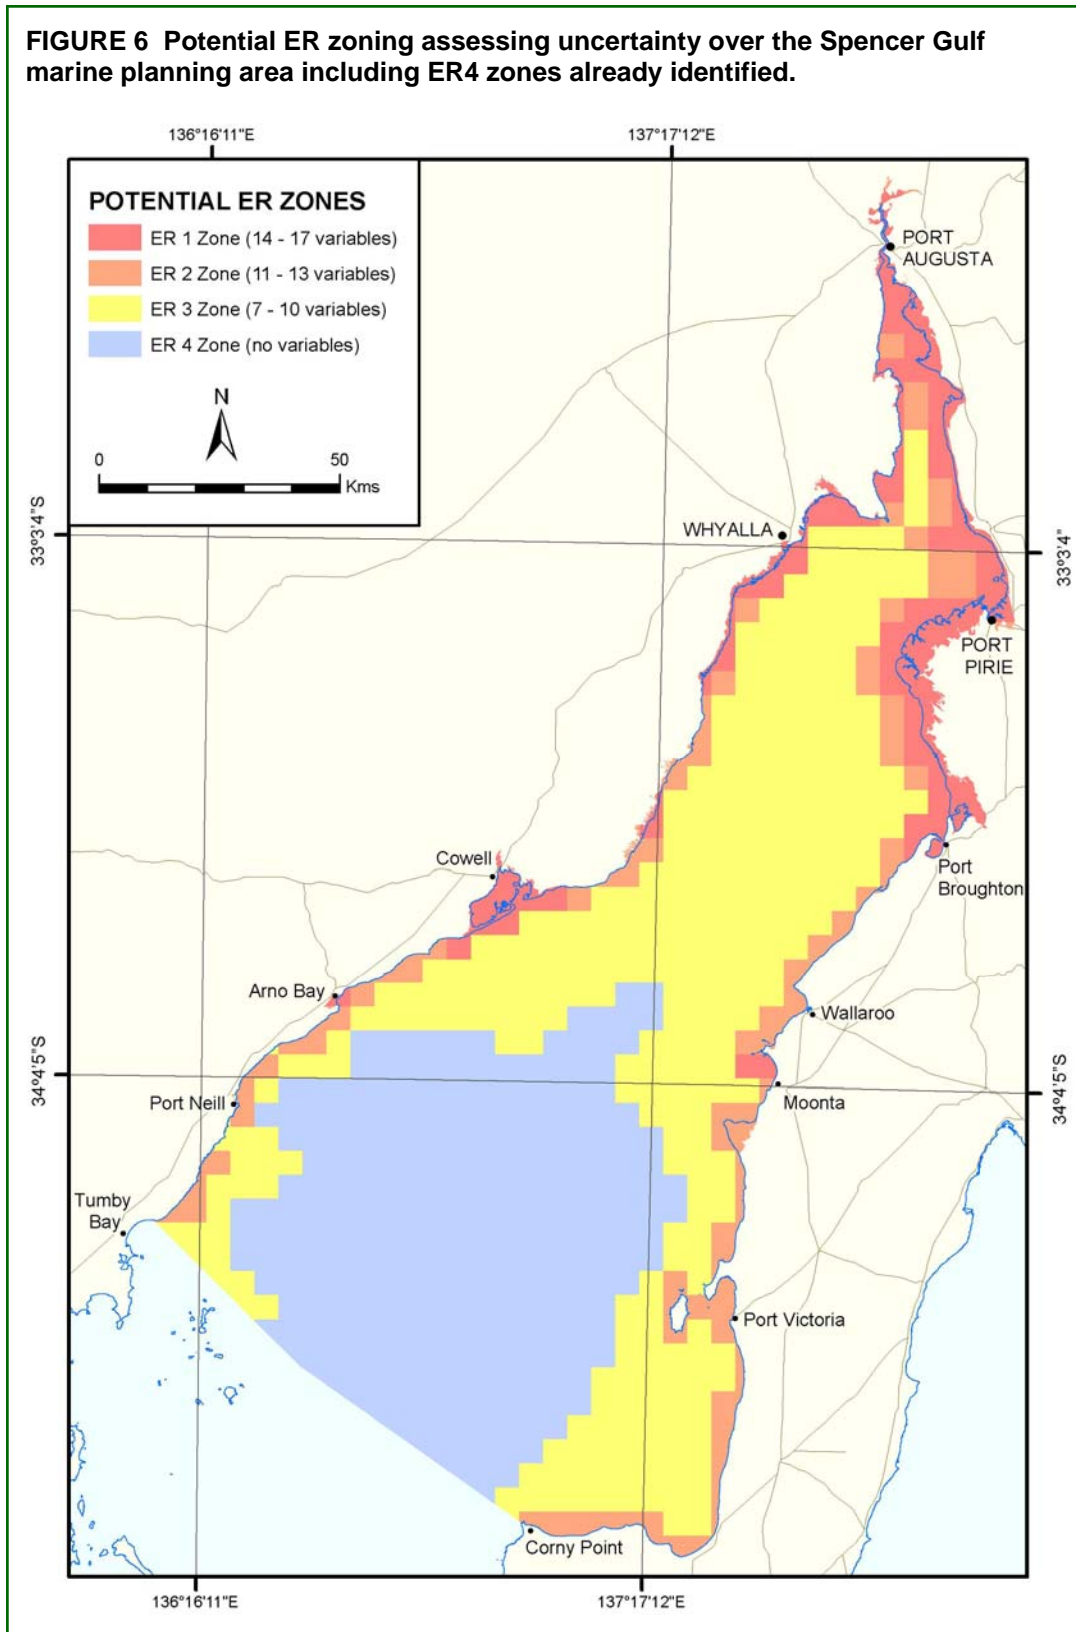 FIGURE 6 Potential ER zoning assessing uncertainty over the Spencer Gulf
marine planning area including ER4 zones already identified.
136°16'11"E
137°17'12"E
POTENTIAL ER ZONES
ER 1 Zone (14 - 17 variables)
ER 2 Zone (11 - 13 variables)
ER 3 Zone (7 - 10 variables)
ER 4 Zone (no variables)
N
0
50
Kms
PORT
AUGUSTA
33°3'4"S
WHYALLA
33°3'4"
PORT
PIRIE
Cowell
Port
Broughton
Arno Bay
Wallaroo
34°4'5"S
Port Neill
Moonta
34°4'5"S
Tumby
Bay
Port Victoria
Corny Point
136°16'11"E
137°17'12"E